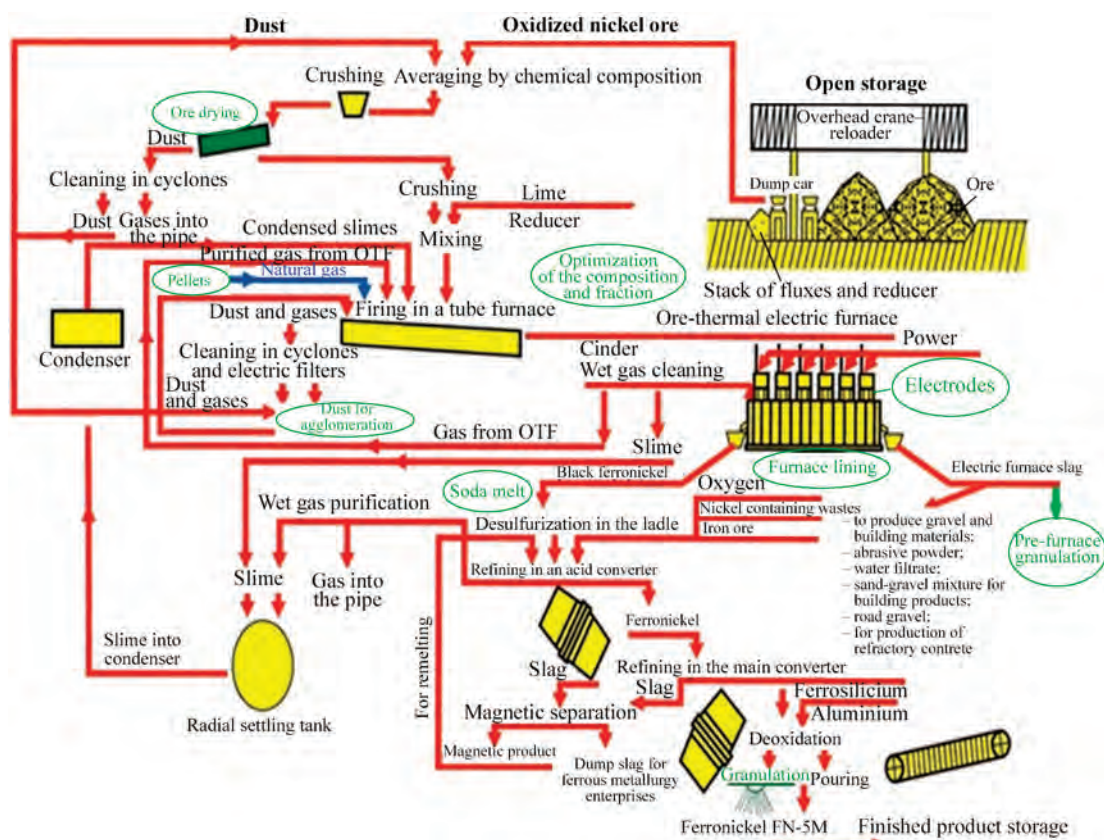 Dust
Oxidized nickel ore
Crushing
Averaging by chemical composition
Open storage
Overhead crane–
reloader
Ore drying
Dust
Cleaning in cyclones
Crushing
Lime
Reducer
Dump car
Ore
Dust
Gases into
the pipe
Condensed slimes
Mixing
Purified gas from OTF
Natural gas
Pellets
Optimization
of the composition
and fraction
Stack of fluxes and reducer
Dust and gases
Firing in a tube furnace
Ore-thermal electric furnace
Condenser
Cleaning in cyclones
and electric filters
Cinder
Wet gas cleaning
Power
Electrodes
Dust
and gases
Dust for
agglomeration
Gas from OTF
Slime
Black ferronickel
Furnace lining
Electric furnace slag
Soda melt
Oxygen
Wet gas purification
Nickel containing wastes
Desulfurization in the ladle
Iron ore
– to produce gravel and
building materials;
– abrasive powder;
– water filtrate;
– sand-gravel mixture for
building products;
– road gravel;
– for production of
refractory contrete
Pre-furnace
granulation
Slime
Gas into
the pipe
Refining in an acid converter
Ferronickel
Slime into
condenser
For remelting
Slag
Refining in the main converter
Slag
Radial settling tank
Magnetic separation
Ferrosilicium
Aluminium
Magnetic product
Dump slag for
ferrous metallurgy
enterprises
Deoxidation
Granulation
Pouring
Ferronickel FN-5M
Finished product storage